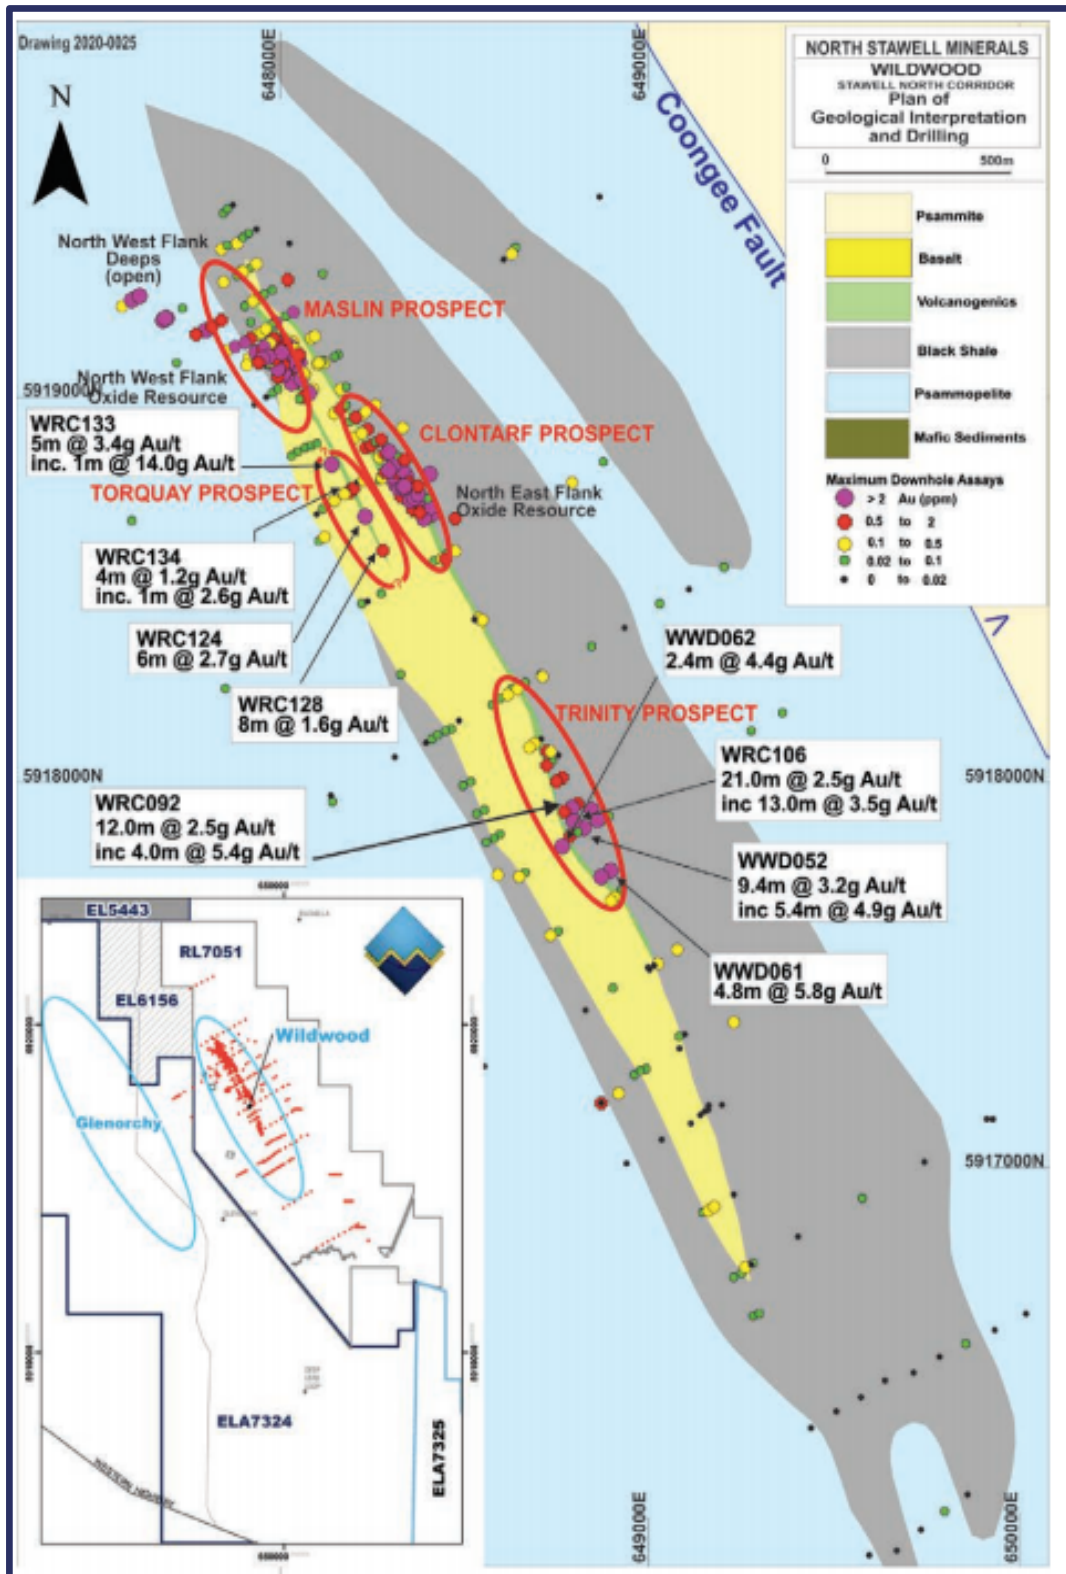 Drawing 2020-0025
648000E
649000E
NORTH STAWELL MINERALS
WILDWOOD
STAWELL NORTH CORRIDOR
Plan of
Geological Interpretation
and Drilling
0 500m
N
Coongee Fault
Psammite
Basalt
Volcanogenics
Black Shale
Psammopelite
Mafic Sediments
Maximum Downhole Assays
> 2 Au (ppm)
0.5 to 2
0.1 to 0.5
0.02 to 0.1
0 to 0.02
North West Flank
Deeps
(open)
MASLIN PROSPECT
North West Flank
Oxide Resource
5919000N
WRC133
5m @ 3.4g Au/t
inc. 1m @ 14.0g Au/t
CLONTARF PROSPECT
TORQUAY PROSPECT
?
?
North East Flank
Oxide Resource
WRC134
4m @ 1.2g Au/t
inc. 1m @ 2.6g Au/t
WRC124
6m @ 2.7g Au/t
WRC128
8m @ 1.6g Au/t
WWD062
2.4m @ 4.4g Au/t
TRINITY PROSPECT
5918000N
5918000N
WRC106
21.0m @ 2.5g Au/t
inc 13.0m @ 3.5g Au/t
WRC092
12.0m @ 2.5g Au/t
inc 4.0m @ 5.4g Au/t
WWD052
9.4m @ 3.2g Au/t
inc 5.4m @ 4.9g Au/t
WWD061
4.8m @ 5.8g Au/t
5917000N
649000E
650000E
650000
EL5443
RL7051
EL6156
Wildwood
Glenorchy
ELA7324
ELA7325
WESTERN HIGHWAY
650000